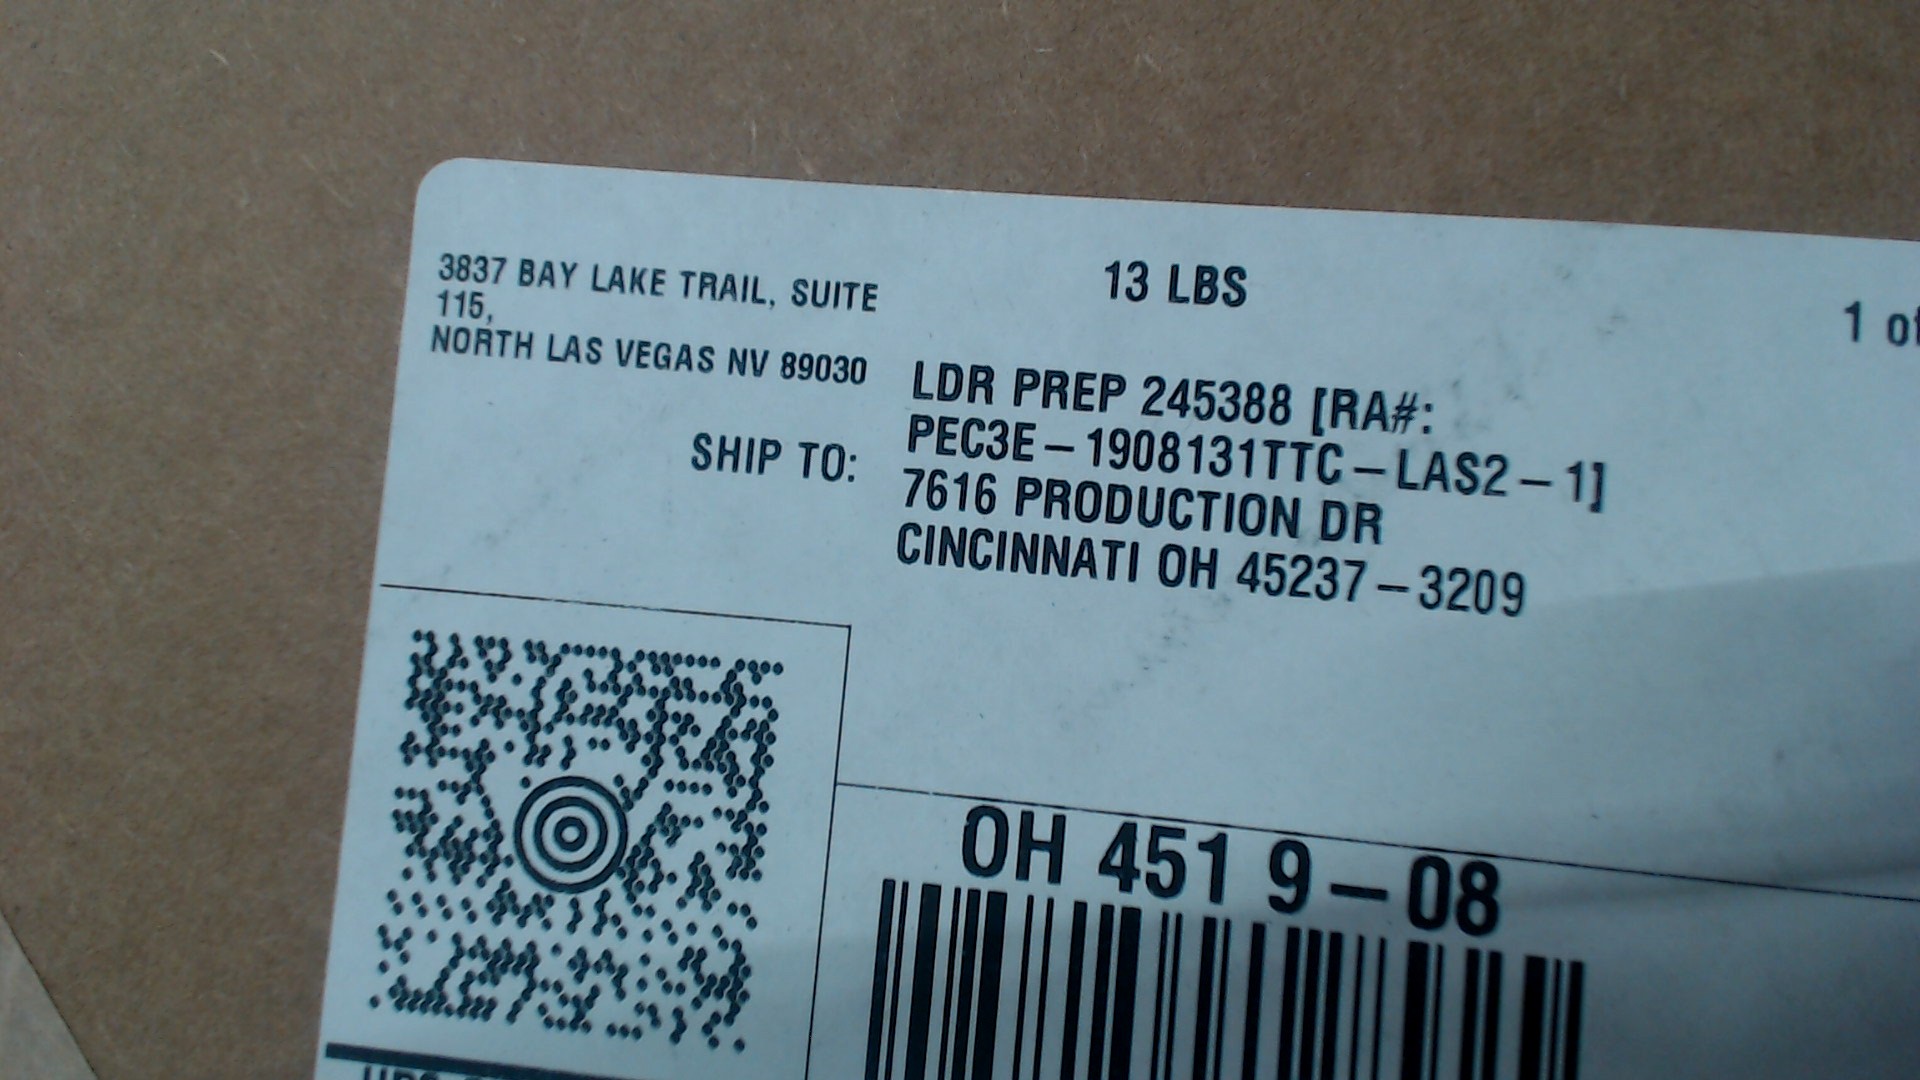 3837 BAY LAKE TRAIL, SUITE
115,
NORTH LAS VEGAS NV 89030
13 LBS
1 of
SHIP TO:
LDR PREP 245388 [RA#:
PEC3E-1908131TTC-LAS2-1]
7616 PRODUCTION DR
CINCINNATI OH 45237-3209
OH 451 9-08